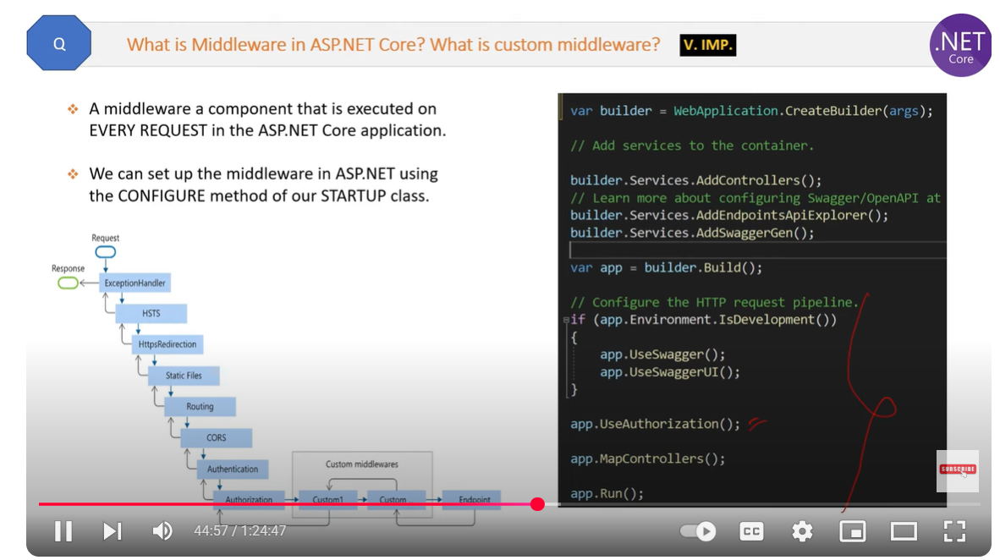 Q
What is Middleware in ASP.NET Core? What is custom middleware?
V. IMP.
.NET
Core
A middleware a component that is executed on
EVERY REQUEST in the ASP.NET Core application.
We can set up the middleware in ASP.NET using
the CONFIGURE method of our STARTUP class.
Request
Response
ExceptionHandler
HSTS
HttpsRedirection
Static Files
Routing
CORS
Authentication
Authorization
Custom middlewares
Custom1
Custom ...
Endpoint
var builder = WebApplication.CreateBuilder(args);
// Add services to the container.
builder.Services.AddControllers();
// Learn more about configuring Swagger/OpenAPI at
builder.Services.AddEndpointsApiExplorer();
builder.Services.AddSwaggerGen();
var app = builder.Build();
// Configure the HTTP request pipeline.
if (app.Environment.IsDevelopment())
{
app.UseSwagger();
app.UseSwaggerUI();
}
app.UseAuthorization();
app.MapControllers();
app.Run();
SUBSCRIBE
44:57 / 1:24:47
CC